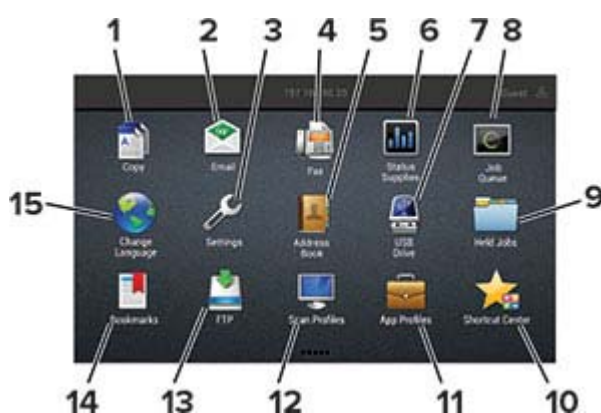 1 2 3 4 5 6 7 8
Guest
Copy Email Fax Status Supplies Job Queue
15 9
Change Language Settings Address Book USB Drive Held Jobs
Bookmarks FTP Scan Profiles App Profiles Shortcut Center
14 13 12 11 10